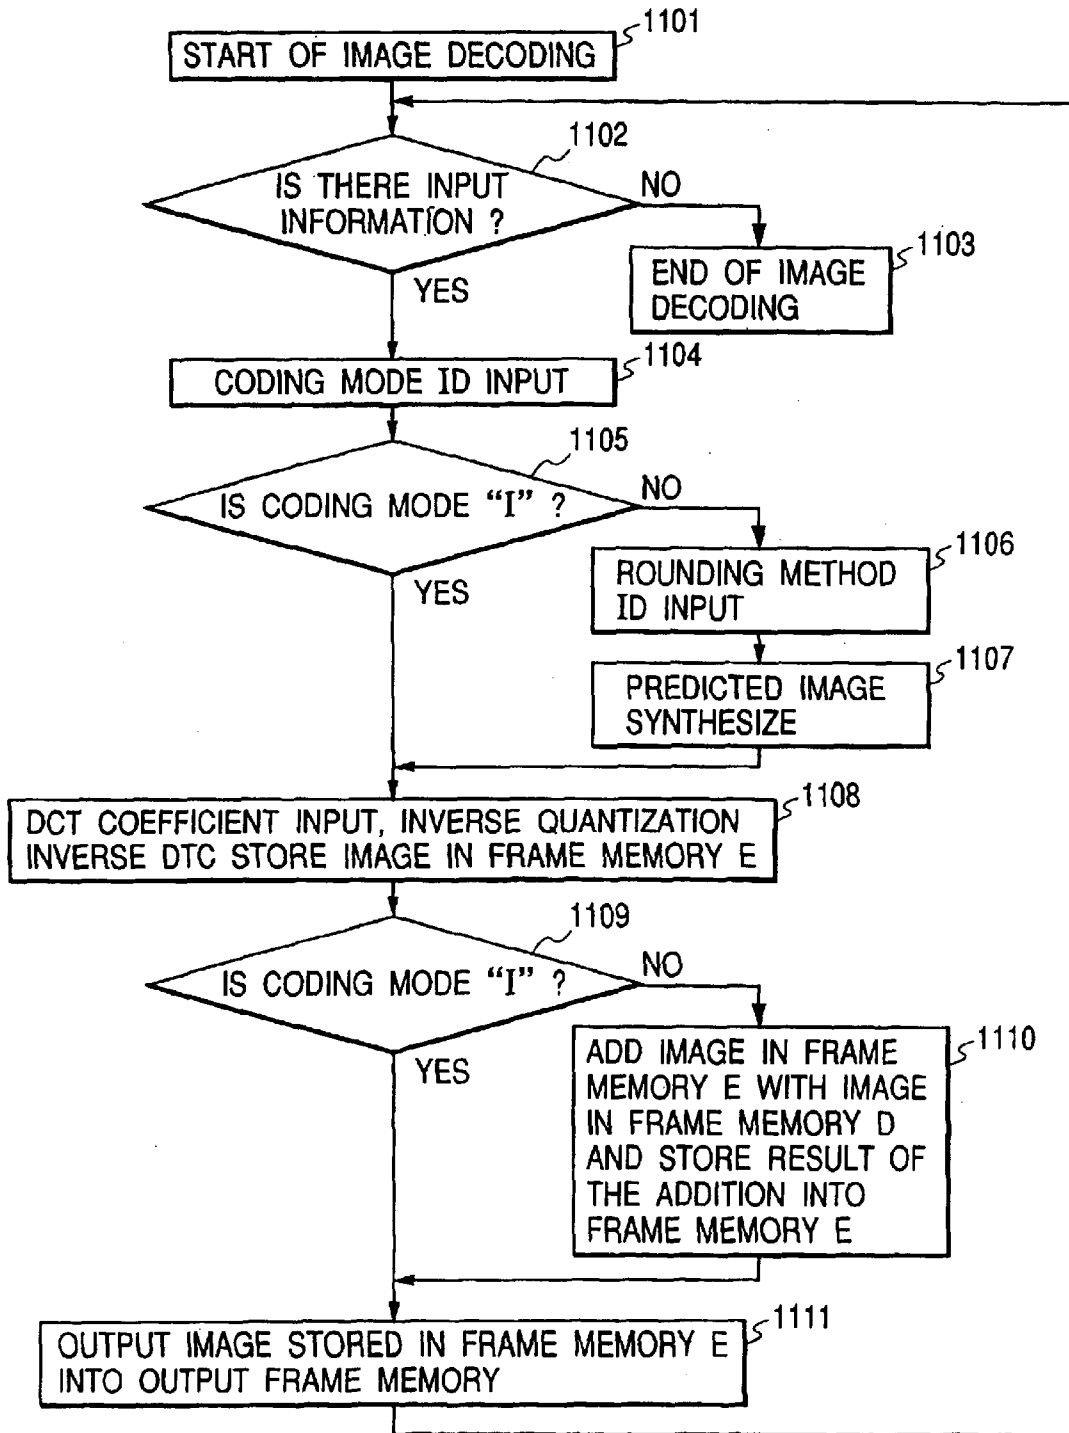 1101
START OF IMAGE DECODING
1102
IS THERE INPUT
INFORMATION ?
NO
YES
1103
END OF IMAGE
DECODING
1104
CODING MODE ID INPUT
1105
IS CODING MODE “I” ?
NO
YES
1106
ROUNDING METHOD
ID INPUT
1107
PREDICTED IMAGE
SYNTHESIZE
1108
DCT COEFFICIENT INPUT, INVERSE QUANTIZATION
INVERSE DTC STORE IMAGE IN FRAME MEMORY E
1109
IS CODING MODE “I” ?
NO
YES
1110
ADD IMAGE IN FRAME
MEMORY E WITH IMAGE
IN FRAME MEMORY D
AND STORE RESULT OF
THE ADDITION INTO
FRAME MEMORY E
1111
OUTPUT IMAGE STORED IN FRAME MEMORY E
INTO OUTPUT FRAME MEMORY